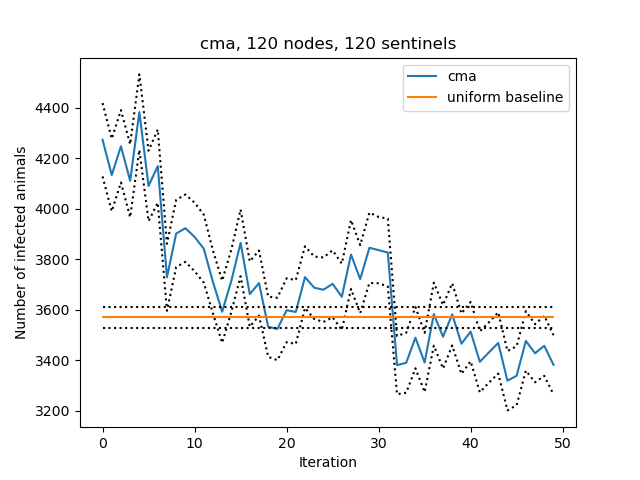 cma, 120 nodes, 120 sentinels
cma
uniform baseline
4400
4200
4000
3800
3600
3400
3200
Number of infected animals
0 10 20 30 40 50
Iteration